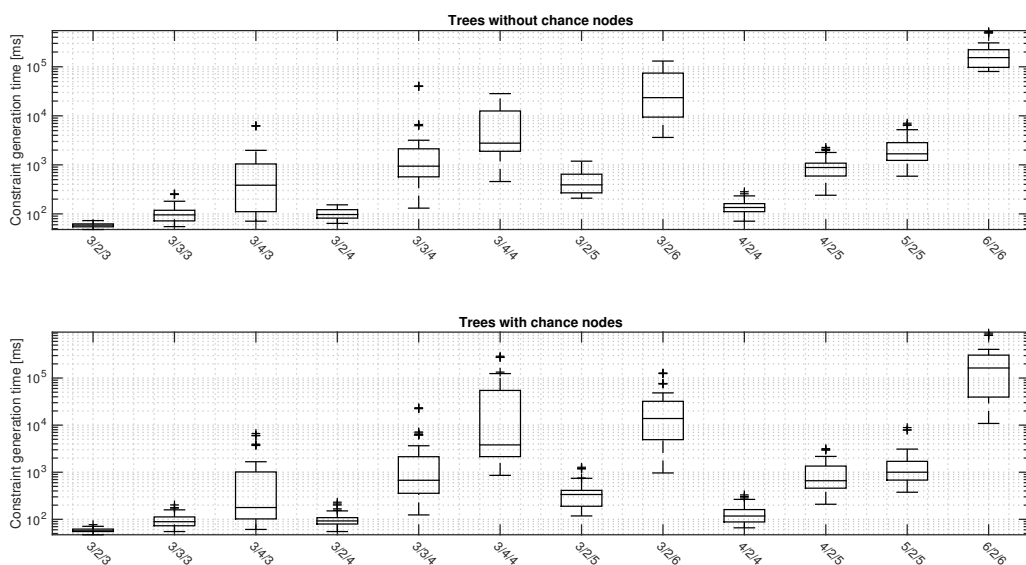 Trees without chance nodes
Constraint generation time [ms]
10^5
10^4
10^3
10^2
3/2/3 3/3/3 3/4/3 3/2/4 3/3/4 3/4/4 3/2/5 3/2/6 4/2/4 4/2/5 5/2/5 6/2/6
Trees with chance nodes
Constraint generation time [ms]
10^5
10^4
10^3
10^2
3/2/3 3/3/3 3/4/3 3/2/4 3/3/4 3/4/4 3/2/5 3/2/6 4/2/4 4/2/5 5/2/5 6/2/6